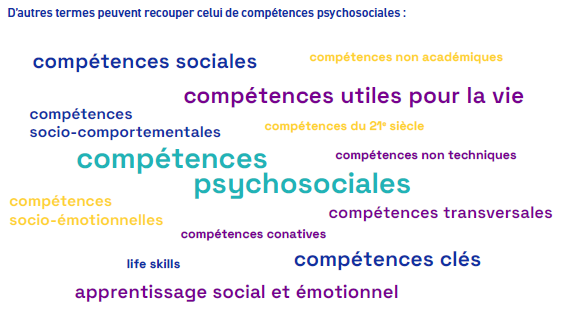 D'autres termes peuvent recouper celui de compétences psychosociales :
compétences sociales
compétences non académiques
compétences utiles pour la vie
compétences
socio-comportementales
compétences du 21e siècle
compétences
psychosociales
compétences non techniques
compétences
socio-émotionnelles
compétences transversales
compétences conatives
life skills
compétences clés
apprentissage social et émotionnel